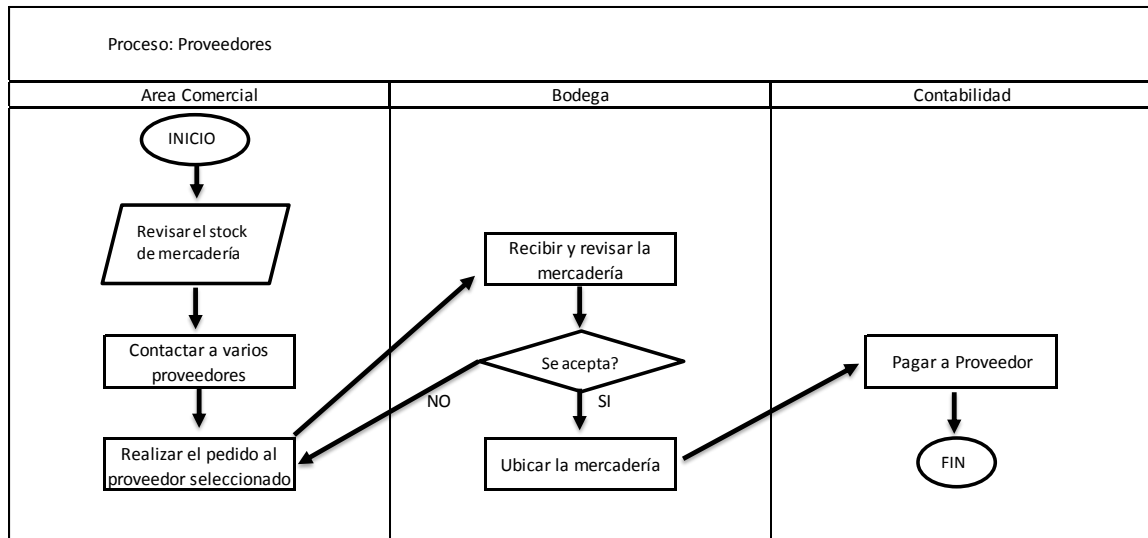 Proceso: Proveedores
Area Comercial
Bodega
Contabilidad
INICIO
Revisar el stock
de mercadería
Contactar a varios
proveedores
Realizar el pedido al
proveedor seleccionado
Recibir y revisar la
mercadería
Se acepta?
NO
SI
Ubicar la mercadería
Pagar a Proveedor
FIN